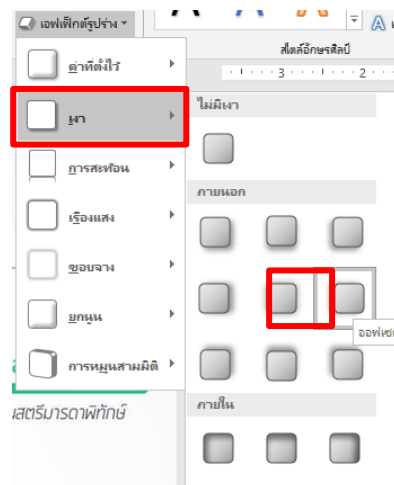 เอฟเฟ็กต์รูปร่าง
สไตล์อักษรศิลป์
3 1 2
ค่าที่ตั้งไว้
เงา
การสะท้อน
เรืองแสง
ขอบจาง
ยกนูน
การหมุนสามมิติ
ไม่มีเงา
ภายนอก
ออฟเซต
ภายใน
นสตรีมารดาพิทักษ์